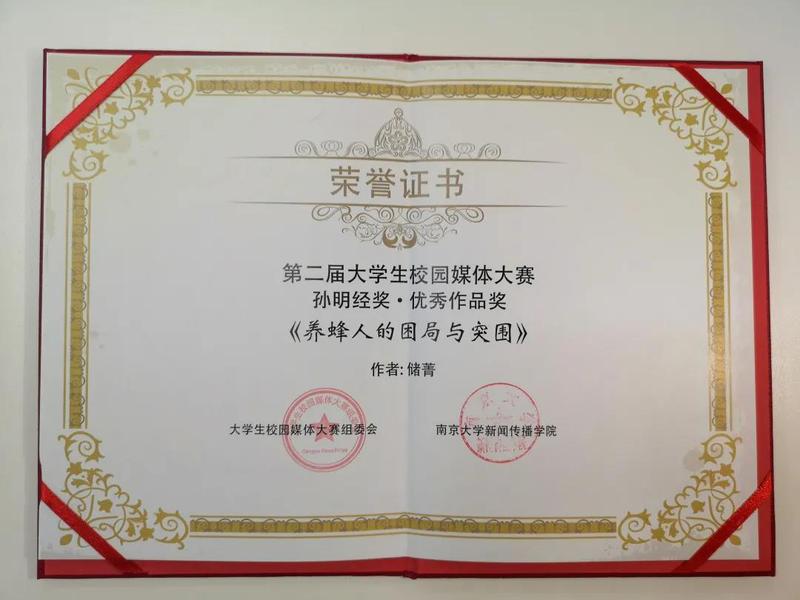 荣誉证书
第二届大学生校园媒体大赛
孙明经奖·优秀作品奖
《养蜂人的困局与突围》
作者:储菁
大学生校园媒体大赛组委会
南京大学新闻传播学院